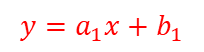 y = a₁x + b₁